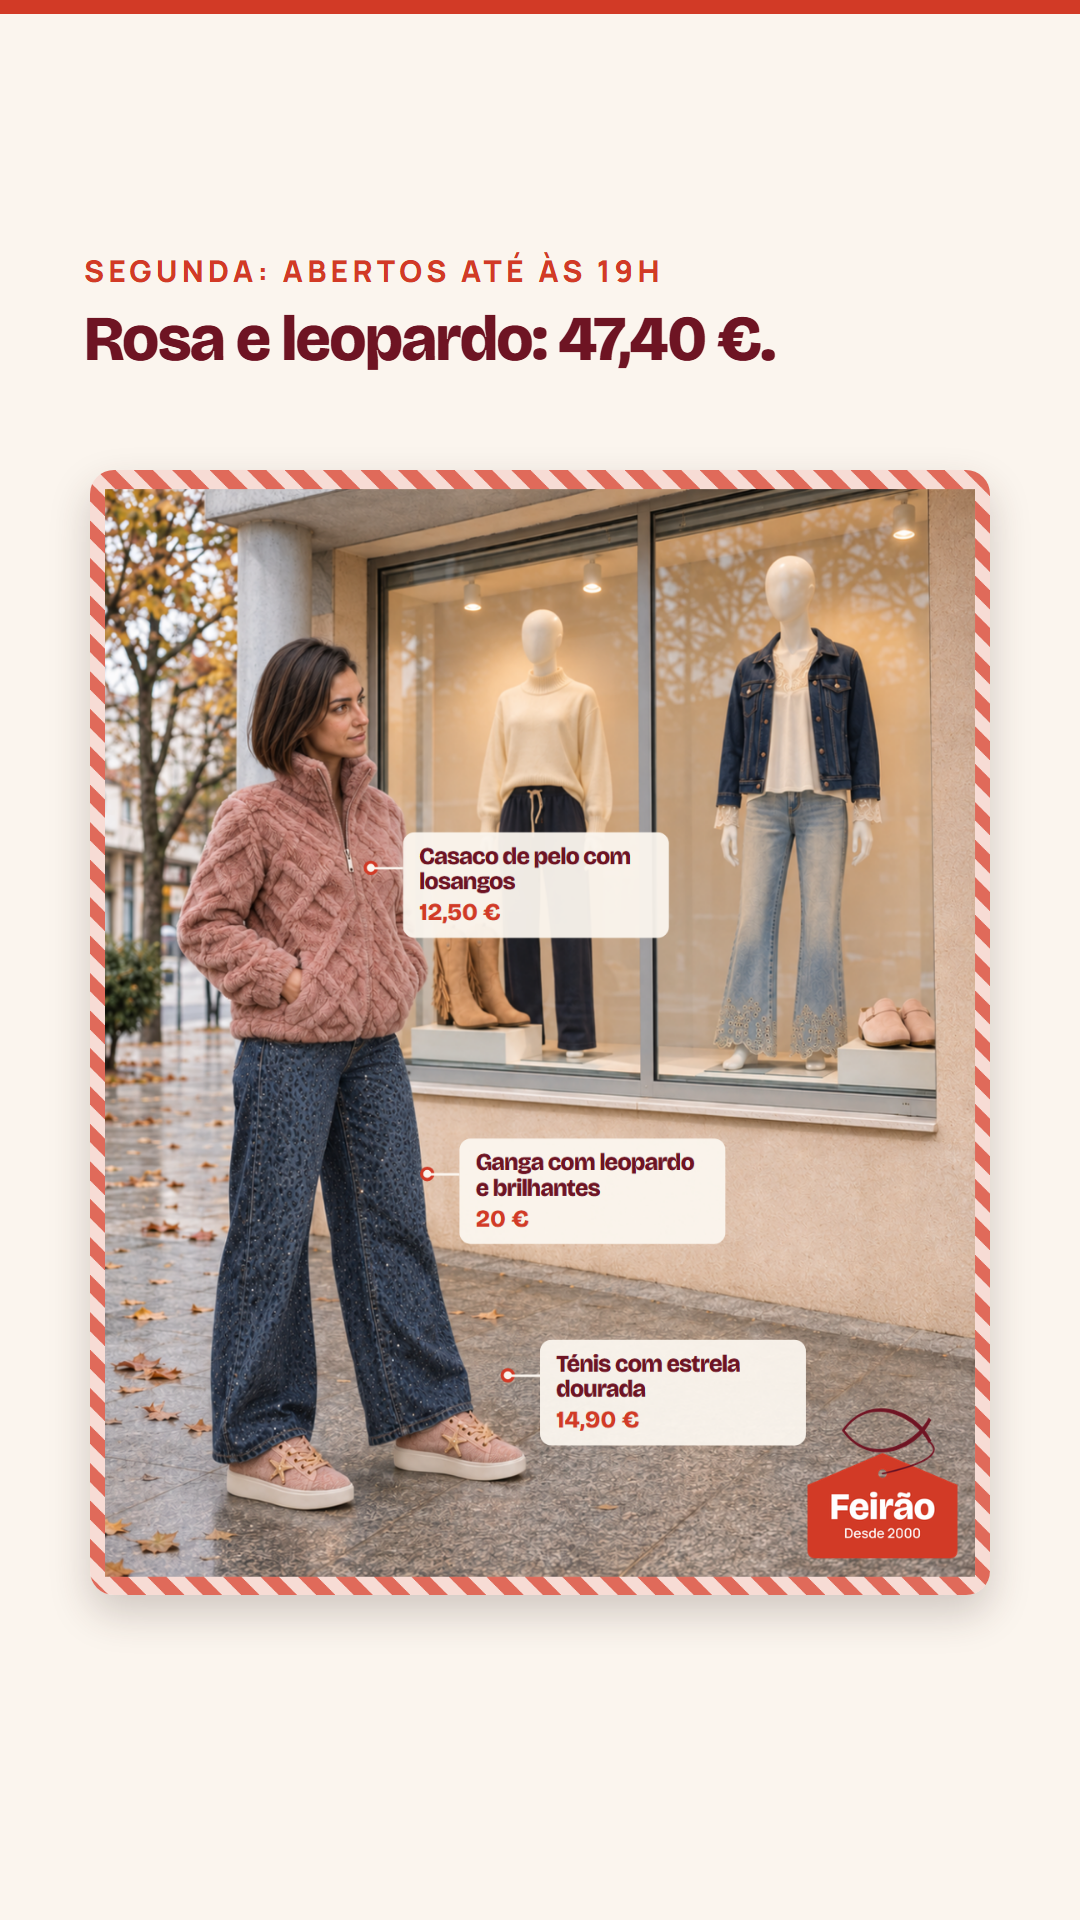 SEGUNDA: ABERTOS ATÉ ÀS 19H
Rosa e leopardo: 47,40 €.
Casaco de pelo com
losangos
12,50 €
Ganga com leopardo
e brilhantes
20 €
Ténis com estrela
dourada
14,90 €
Feirão
Desde 2000